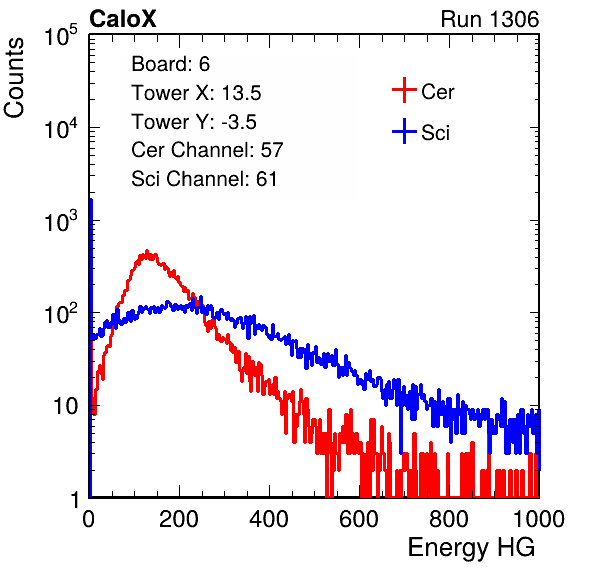 CaloX Run 1306
Counts
Board: 6
Tower X: 13.5
Tower Y: -3.5
Cer Channel: 57
Sci Channel: 61
Cer
Sci
10^5
10^4
10^3
10^2
10
1
0 200 400 600 800 1000
Energy HG